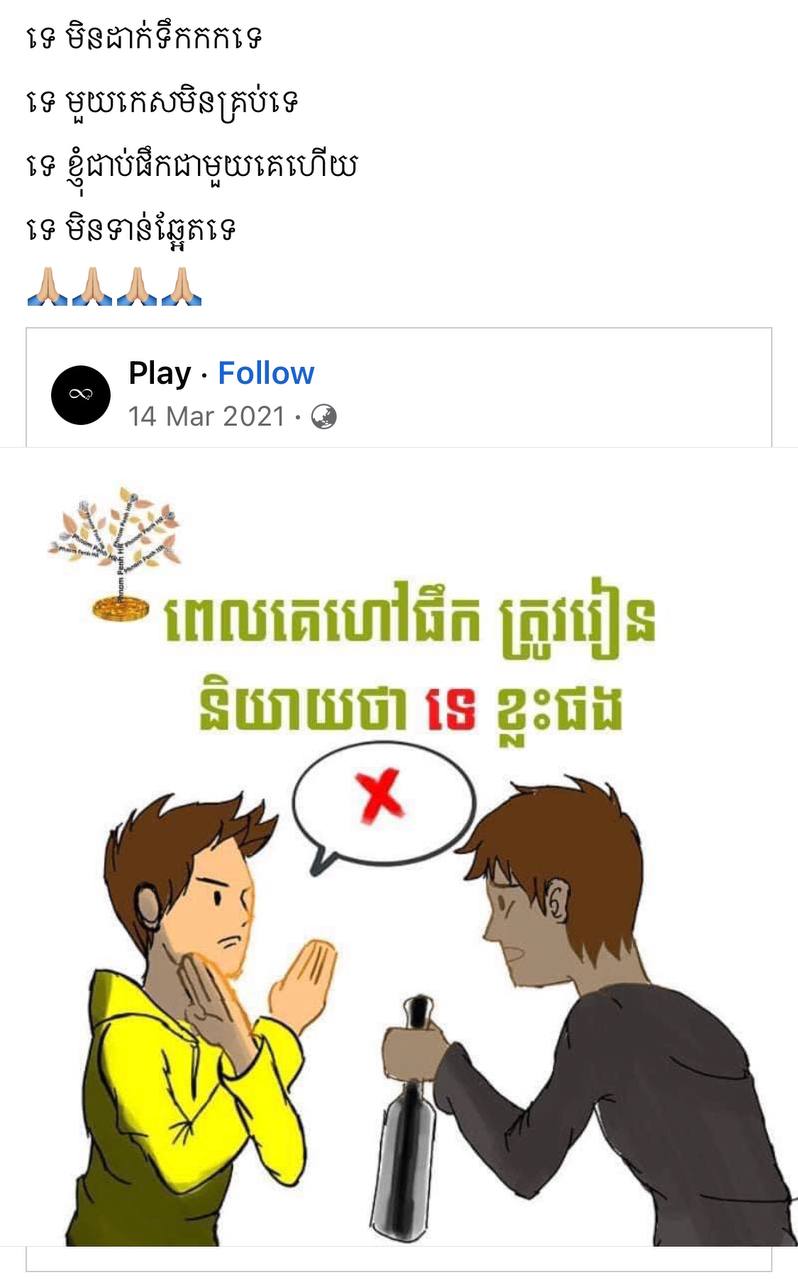 ទេ មិនដាក់ទឹកកកទេ
ទេ មួយកេសមិនគ្រប់ទេ
ទេ ខ្ញុំជាប់ផឹកជាមួយគេហើយ
ទេ មិនទាន់ឆ្អែតទេ
🙏🏼🙏🏼🙏🏼🙏🏼
Play · Follow
14 Mar 2021 ·
Phnom Penh HR
ពេលគេហៅផឹក ត្រូវរៀន
និយាយថា ទេ ខ្លះផង